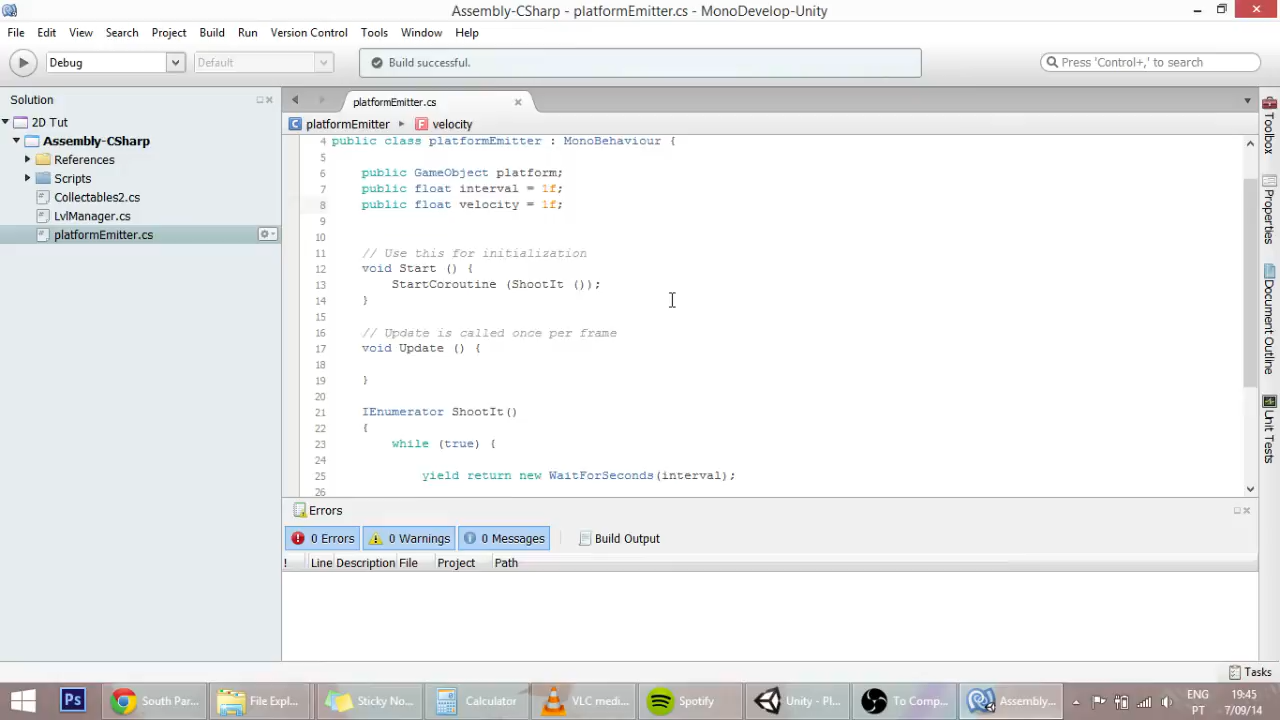 Assembly-CSharp - platformEmitter.cs - MonoDevelop-Unity
File Edit View Search Project Build Run Version Control Tools Window Help
Debug Default Build successful. Press 'Control+,' to search
Solution
2D Tut
Assembly-CSharp
References
Scripts
Collectables2.cs
LvlManager.cs
platformEmitter.cs
platformEmitter.cs
C platformEmitter F velocity
4 public class platformEmitter : MonoBehaviour {
5
6 public GameObject platform;
7 public float interval = 1f;
8 public float velocity = 1f;
9
10
11 // Use this for initialization
12 void Start () {
13 StartCoroutine (ShootIt ());
14 }
15
16 // Update is called once per frame
17 void Update () {
18
19 }
20
21 IEnumerator ShootIt()
22 {
23 while (true) {
24
25 yield return new WaitForSeconds(interval);
26
Toolbox
Properties
Document Outline
Unit Tests
Errors
0 Errors 0 Warnings 0 Messages Build Output
! Line Description File Project Path
Tasks
Ps South Par... File Expl... Sticky No... Calculator VLC medi... Spotify Unity - Pl... To Comp... Assembly... ENG 19:45
PT 7/09/14